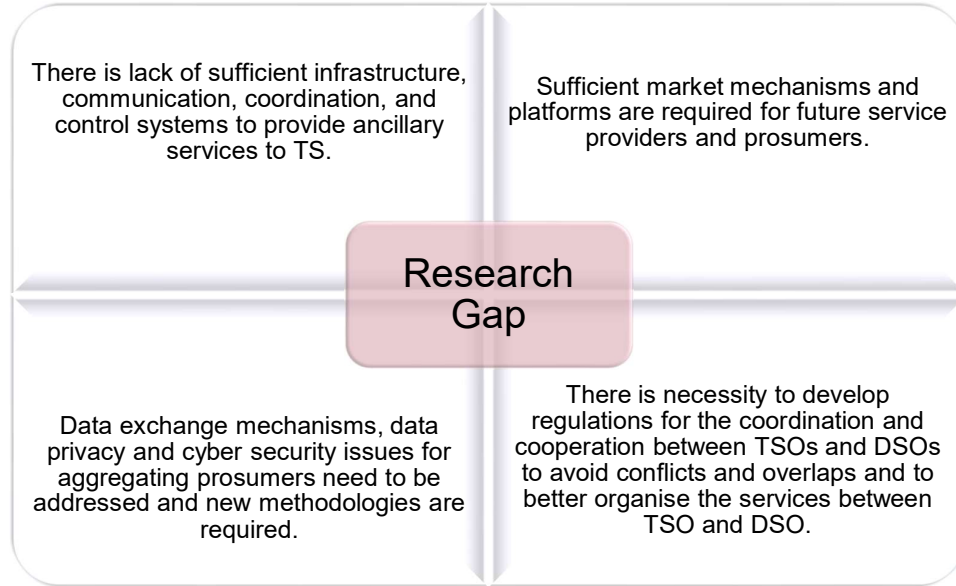 There is lack of sufficient infrastructure,
communication, coordination, and
control systems to provide ancillary
services to TS.
Sufficient market mechanisms and
platforms are required for future service
providers and prosumers.
Research
Gap
Data exchange mechanisms, data
privacy and cyber security issues for
aggregating prosumers need to be
addressed and new methodologies are
required.
There is necessity to develop
regulations for the coordination and
cooperation between TSOs and DSOs
to avoid conflicts and overlaps and to
better organise the services between
TSO and DSO.